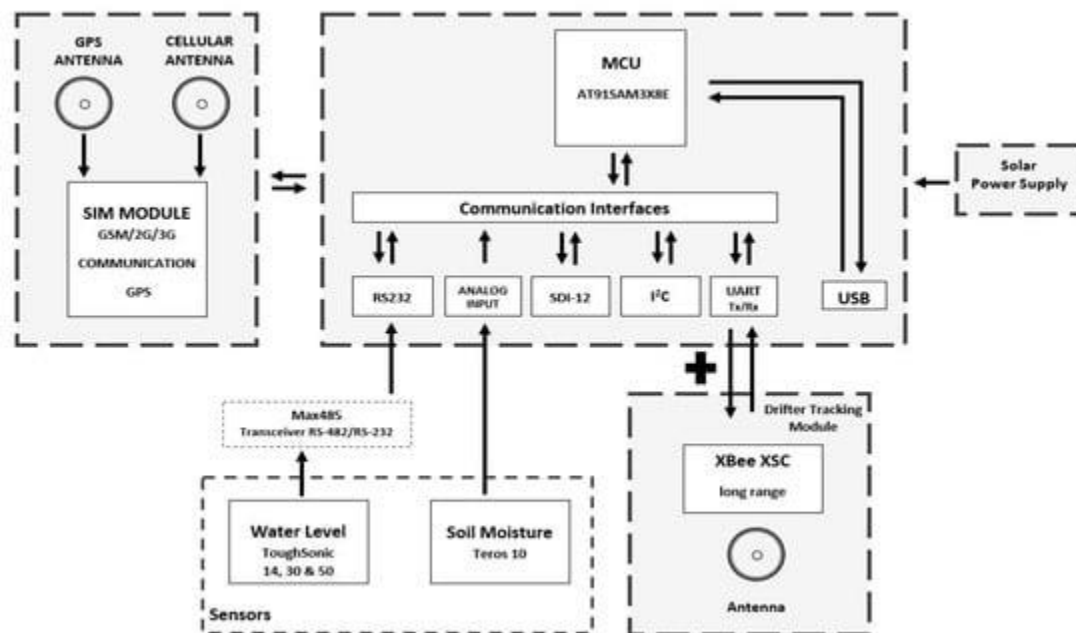 GPS
ANTENNA
CELLULAR
ANTENNA
SIM MODULE
GSM/2G/3G
COMMUNICATION
GPS
MCU
AT91SAM3X8E
Communication Interfaces
RS232
ANALOG
INPUT
SDI-12
I²C
UART
Tx/Rx
USB
Solar
Power Supply
Max485
Transceiver RS-482/RS-232
Water Level
ToughSonic
14, 30 & 50
Soil Moisture
Teros 10
Sensors
Drifter Tracking
Module
XBee XSC
long range
Antenna